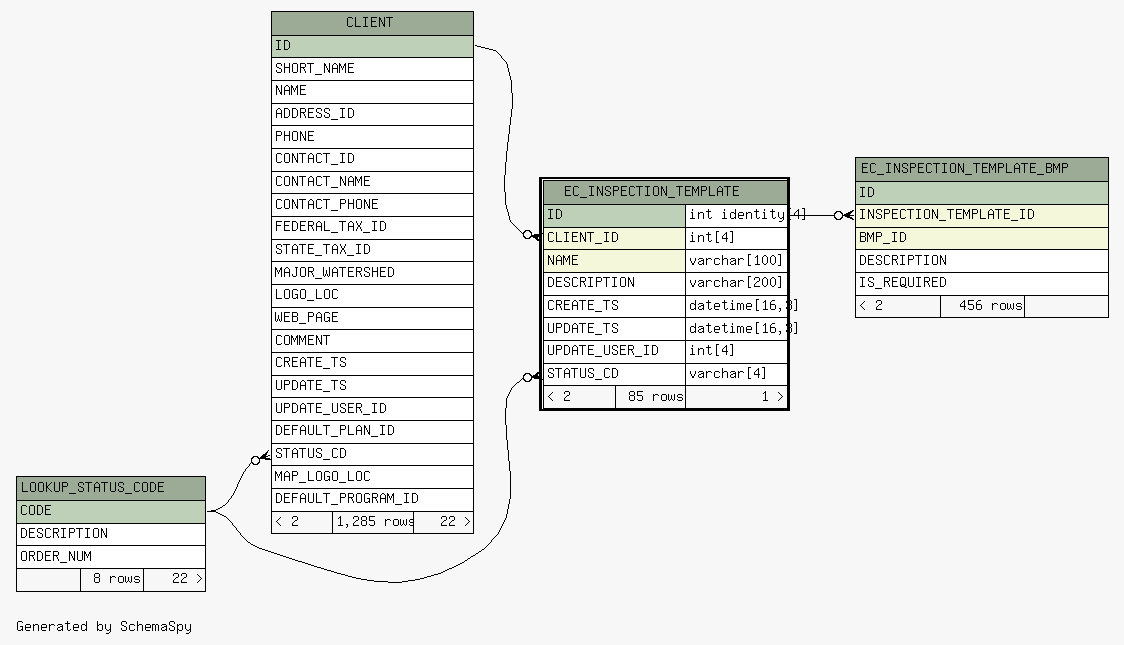 CLIENT
ID
SHORT_NAME
NAME
ADDRESS_ID
PHONE
CONTACT_ID
CONTACT_NAME
CONTACT_PHONE
FEDERAL_TAX_ID
STATE_TAX_ID
MAJOR_WATERSHED
LOGO_LOC
WEB_PAGE
COMMENT
CREATE_TS
UPDATE_TS
UPDATE_USER_ID
DEFAULT_PLAN_ID
STATUS_CD
MAP_LOGO_LOC
DEFAULT_PROGRAM_ID
< 2 1,285 rows 22 >
EC_INSPECTION_TEMPLATE
ID int identity[4]
CLIENT_ID int[4]
NAME varchar[100]
DESCRIPTION varchar[200]
CREATE_TS datetime[16,3]
UPDATE_TS datetime[16,3]
UPDATE_USER_ID int[4]
STATUS_CD varchar[4]
< 2 85 rows 1 >
EC_INSPECTION_TEMPLATE_BMP
ID
INSPECTION_TEMPLATE_ID
BMP_ID
DESCRIPTION
IS_REQUIRED
< 2 456 rows
LOOKUP_STATUS_CODE
CODE
DESCRIPTION
ORDER_NUM
8 rows 22 >
Generated by SchemaSpy